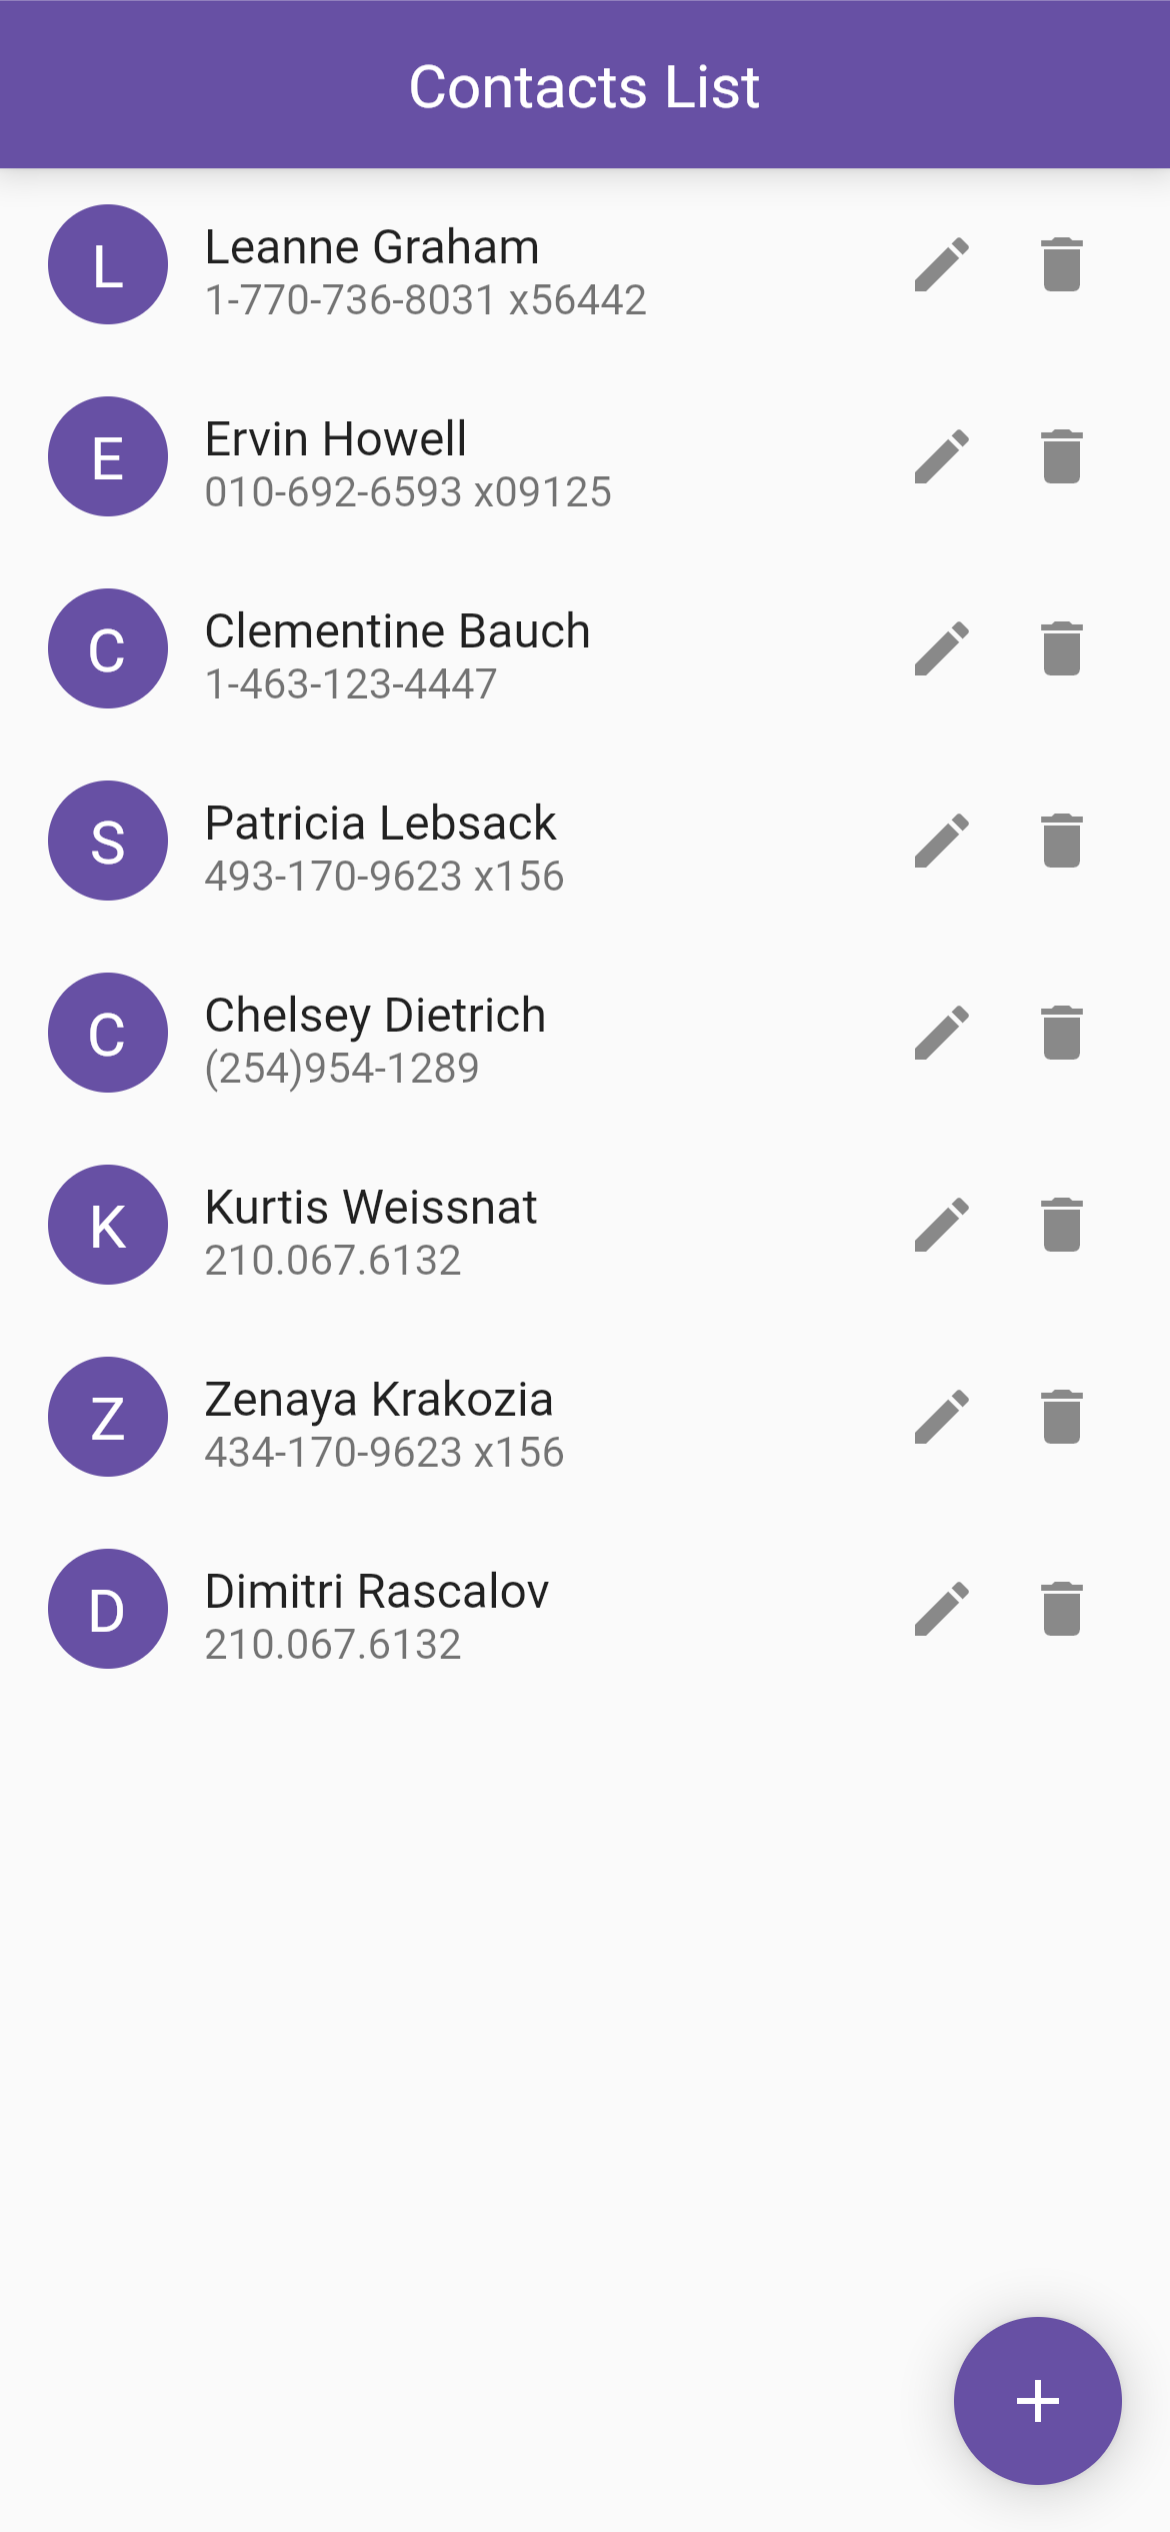 Contacts List
L
Leanne Graham
1-770-736-8031 x56442
E
Ervin Howell
010-692-6593 x09125
C
Clementine Bauch
1-463-123-4447
S
Patricia Lebsack
493-170-9623 x156
C
Chelsey Dietrich
(254)954-1289
K
Kurtis Weissnat
210.067.6132
Z
Zenaya Krakozia
434-170-9623 x156
D
Dimitri Rascalov
210.067.6132